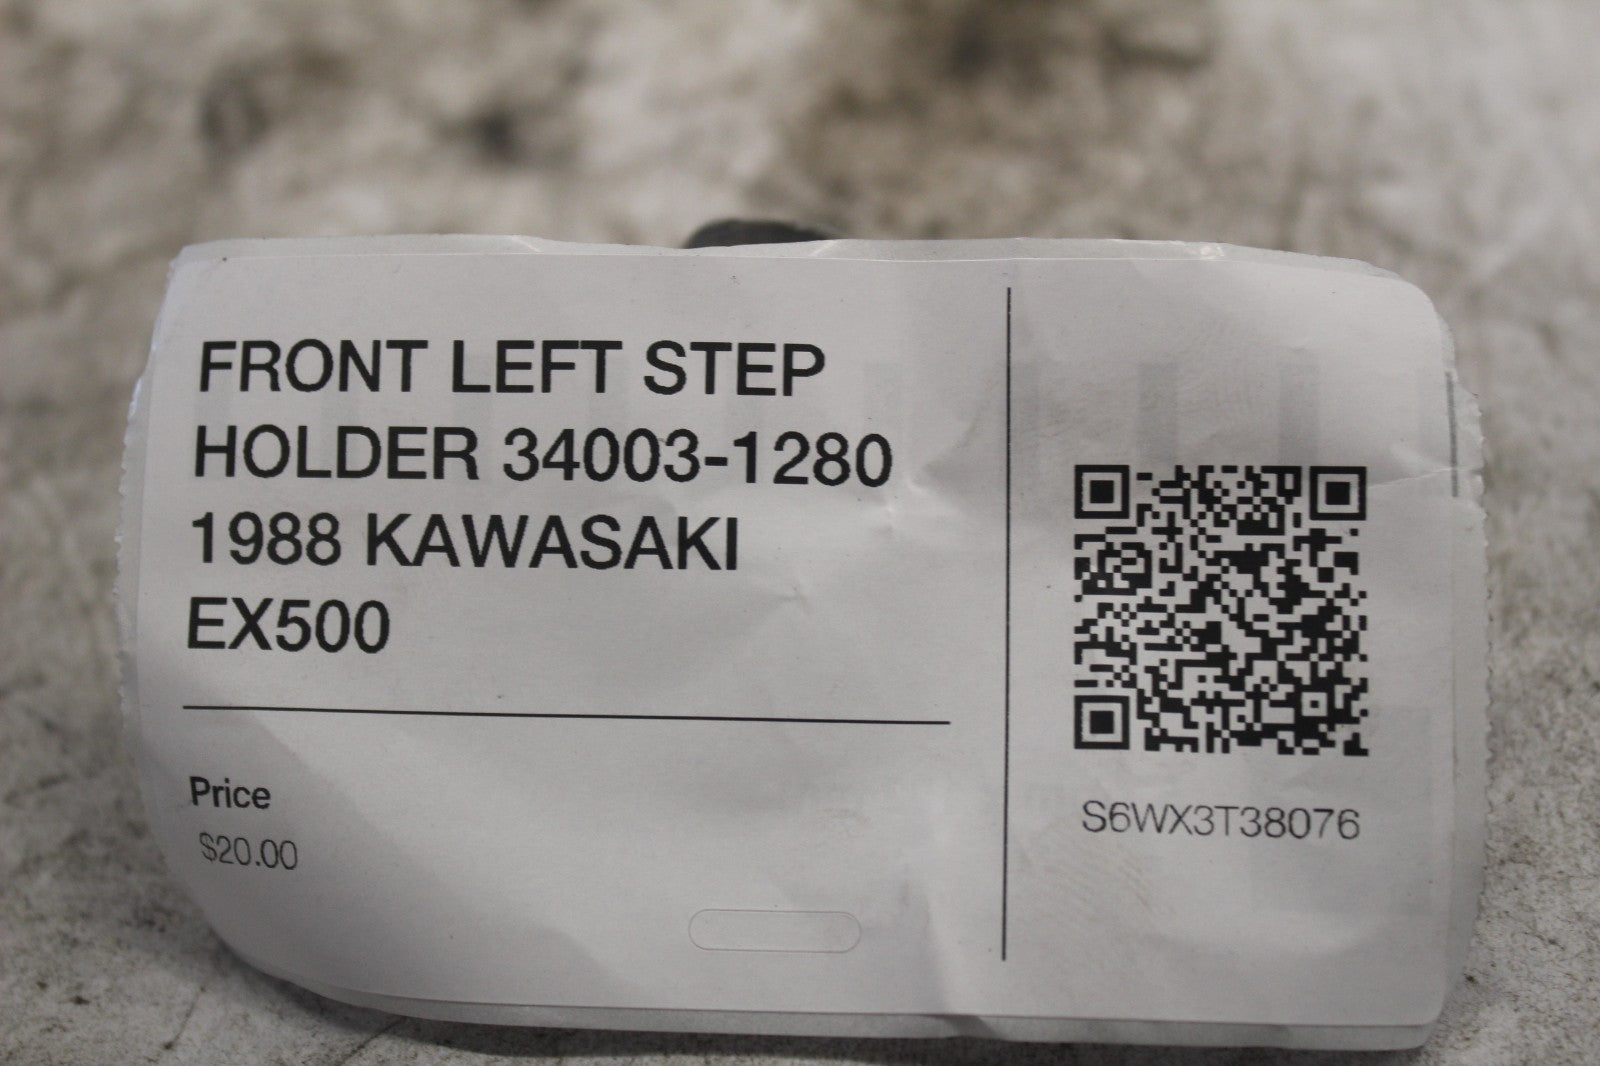 FRONT LEFT STEP
HOLDER 34003-1280
1988 KAWASAKI
EX500
Price
$20.00
S6WX3T38076